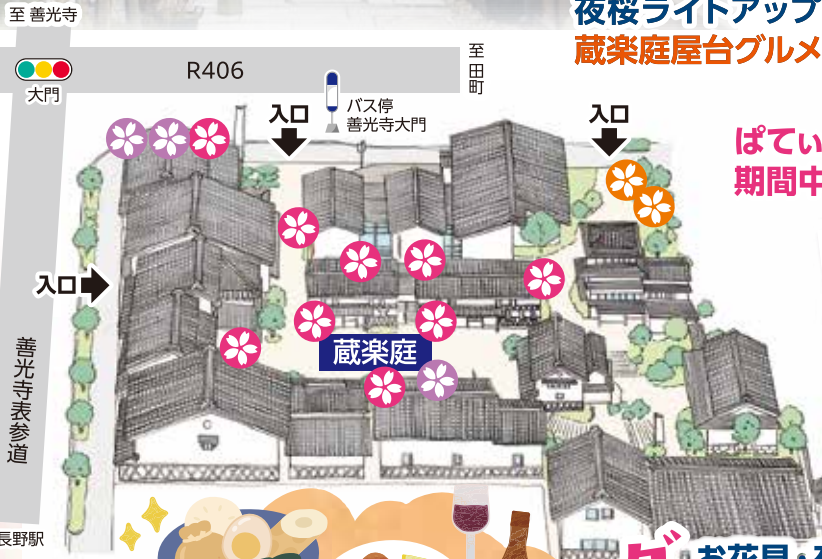 至 善光寺
夜桜ライトアップ
蔵楽庭屋台グルメ
R406
至田町
大門
バス停
善光寺大門
入口
入口
ぱてぃ
期間中
入口
蔵楽庭
善光寺表参道
長野駅
お花見・